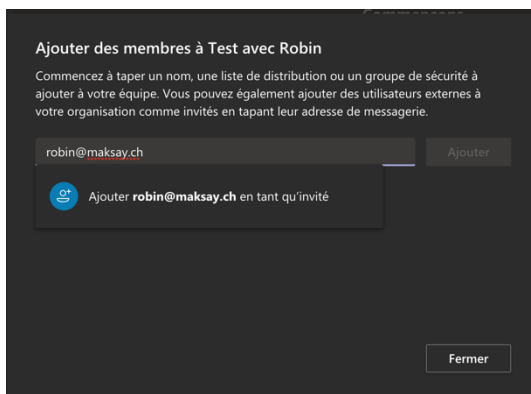 Ajouter des membres à Test avec Robin
Commencez à taper un nom, une liste de distribution ou un groupe de sécurité à
ajouter à votre équipe. Vous pouvez également ajouter des utilisateurs externes à
votre organisation comme invités en tapant leur adresse de messagerie.
robin@maksay.ch
Ajouter
Ajouter robin@maksay.ch en tant qu'invité
Fermer